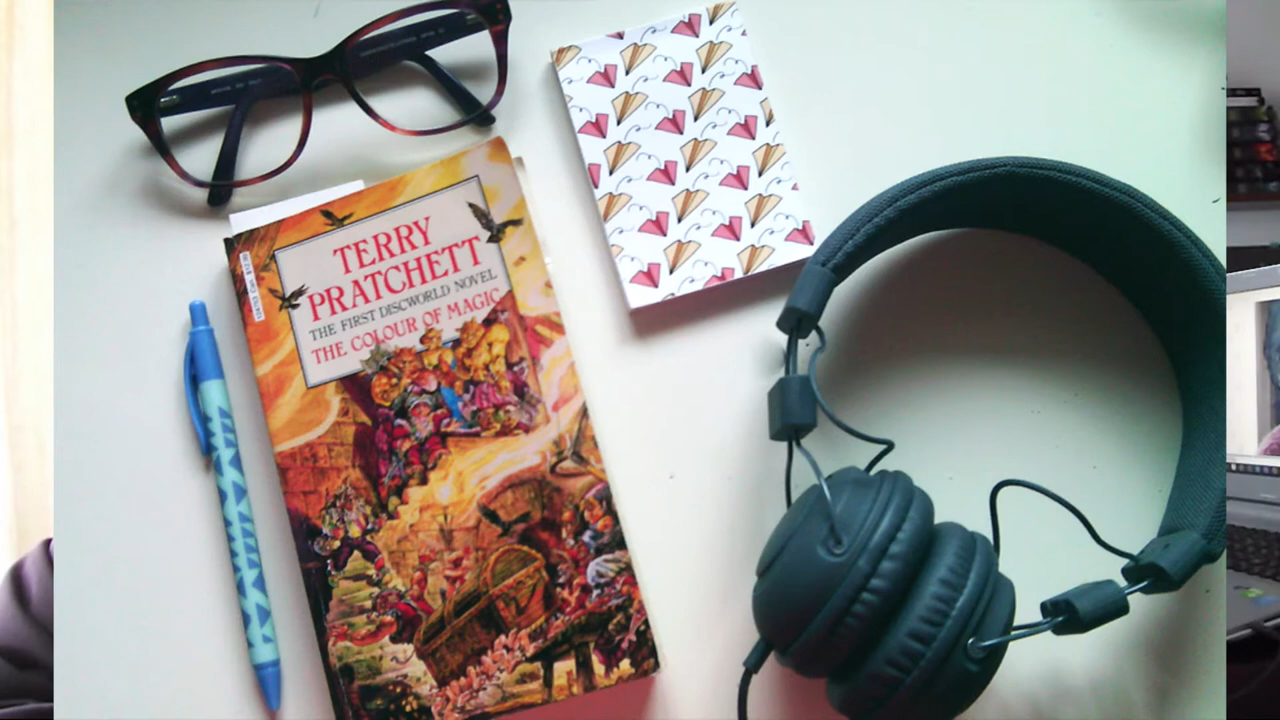 TERRY
PRATCHETT
THE FIRST DISCWORLD NOVEL
THE COLOUR OF MAGIC